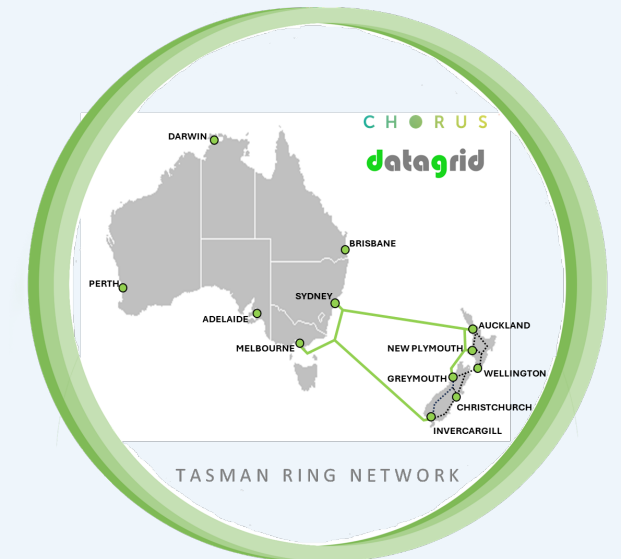 CHORUS
datagrid
DARWIN
BRISBANE
PERTH
SYDNEY
ADELAIDE
MELBOURNE
AUCKLAND
NEW PLYMOUTH
WELLINGTON
GREYMOUTH
CHRISTCHURCH
INVERCARGILL
TASMAN RING NETWORK